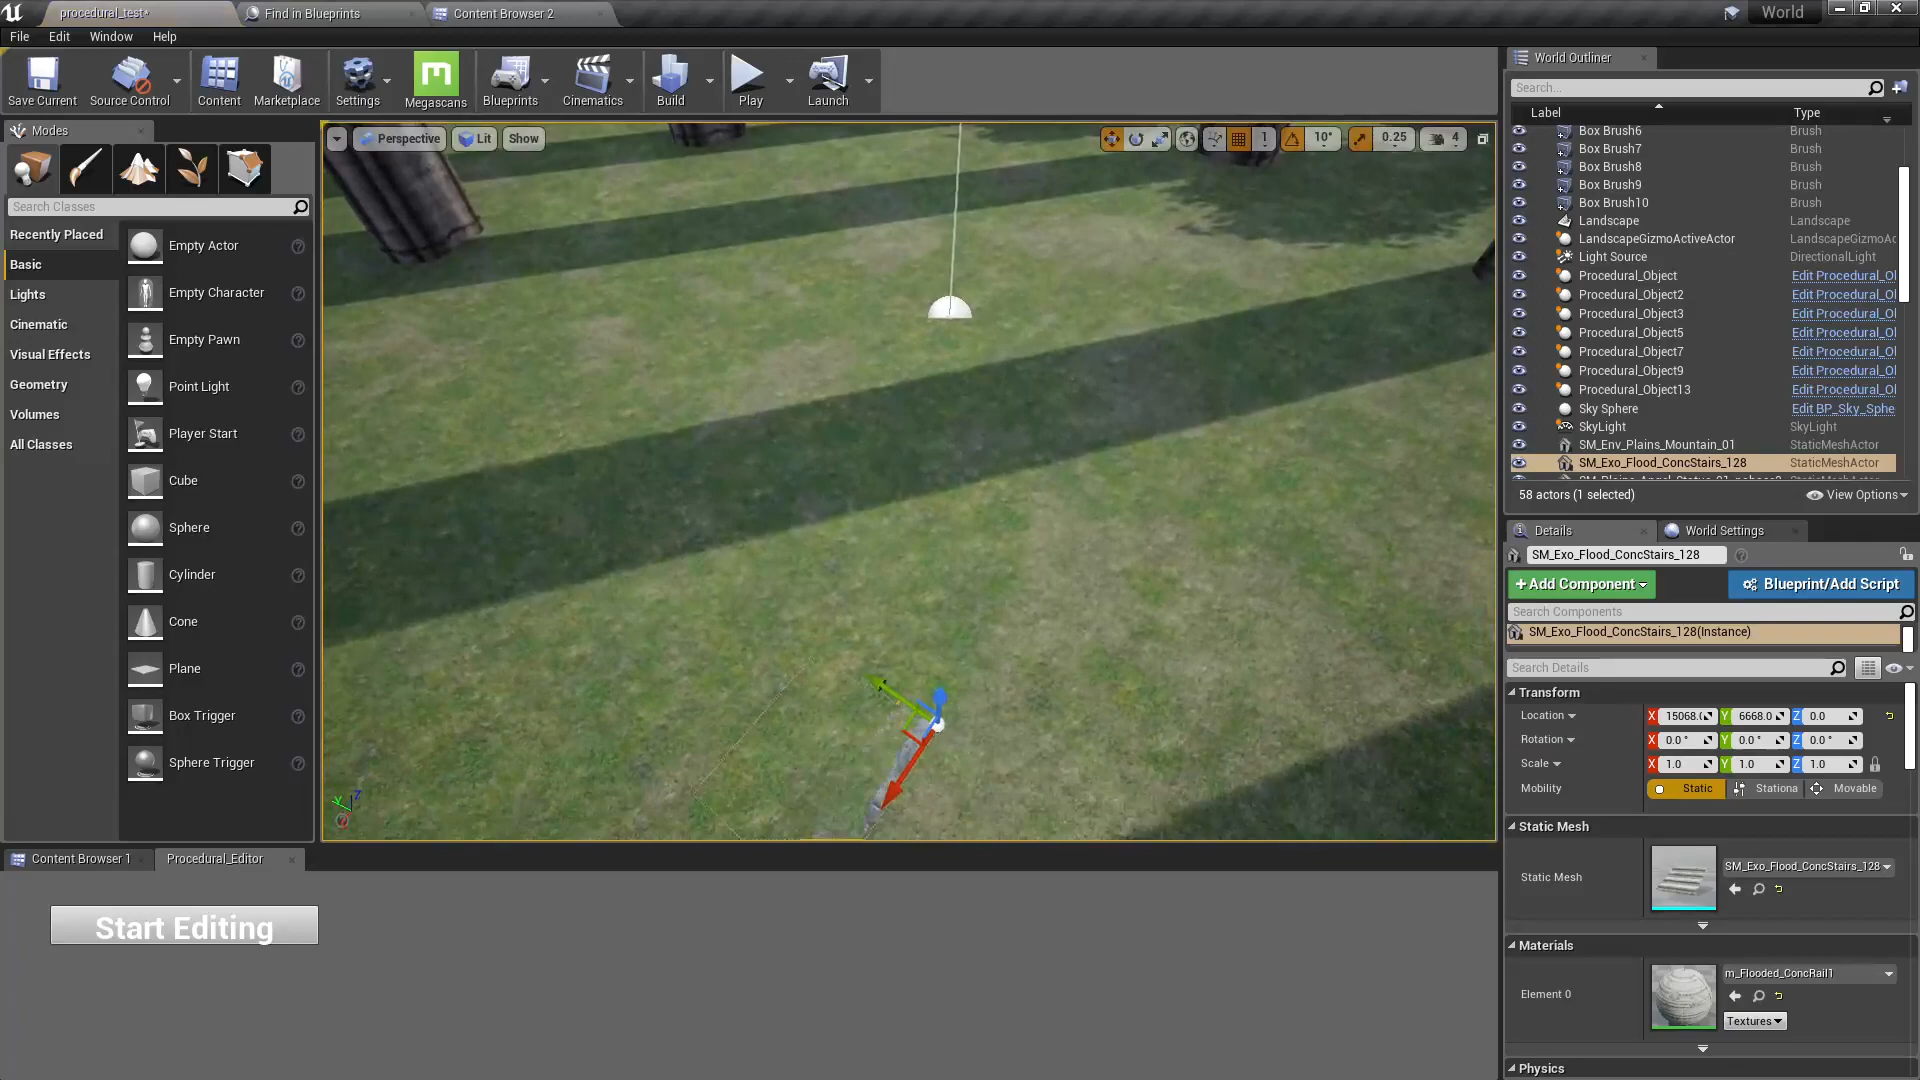 procedural_test*
Find in Blueprints
Content Browser 2
World
File Edit Window Help
Save Current
Source Control
Content
Marketplace
Settings
Megascans
Blueprints
Cinematics
Build
Play
Launch
Modes
Search Classes
Recently Placed
Basic
Lights
Cinematic
Visual Effects
Geometry
Volumes
All Classes
Empty Actor
Empty Character
Empty Pawn
Point Light
Player Start
Cube
Sphere
Cylinder
Cone
Plane
Box Trigger
Sphere Trigger
Perspective
Lit
Show
1
10°
0.25
4
World Outliner
Search...
Label Type
Box Brush6 Brush
Box Brush7 Brush
Box Brush8 Brush
Box Brush9 Brush
Box Brush10 Brush
Landscape Landscape
LandscapeGizmoActiveActor LandscapeGizmoAc
Light Source DirectionalLight
Procedural_Object Edit Procedural_Ol
Procedural_Object2 Edit Procedural_Ol
Procedural_Object3 Edit Procedural_Ol
Procedural_Object5 Edit Procedural_Ol
Procedural_Object7 Edit Procedural_Ol
Procedural_Object9 Edit Procedural_Ol
Procedural_Object13 Edit Procedural_Ol
Sky Sphere Edit BP_Sky_Sphe
SkyLight SkyLight
SM_Env_Plains_Mountain_01 StaticMeshActor
SM_Exo_Flood_ConcStairs_128 StaticMeshActor
58 actors (1 selected)
View Options
Details
World Settings
SM_Exo_Flood_ConcStairs_128
+Add Component
Blueprint/Add Script
Search Components
SM_Exo_Flood_ConcStairs_128(Instance)
Search Details
Transform
Location X 15068.( Y 6668.0 Z 0.0
Rotation X 0.0 ° Y 0.0 ° Z 0.0 °
Scale X 1.0 Y 1.0 Z 1.0
Mobility Static Stationa Movable
Static Mesh
Static Mesh
SM_Exo_Flood_ConcStairs_128
Materials
Element 0
m_Flooded_ConcRail1
Textures
Physics
Content Browser 1
Procedural_Editor
Start Editing